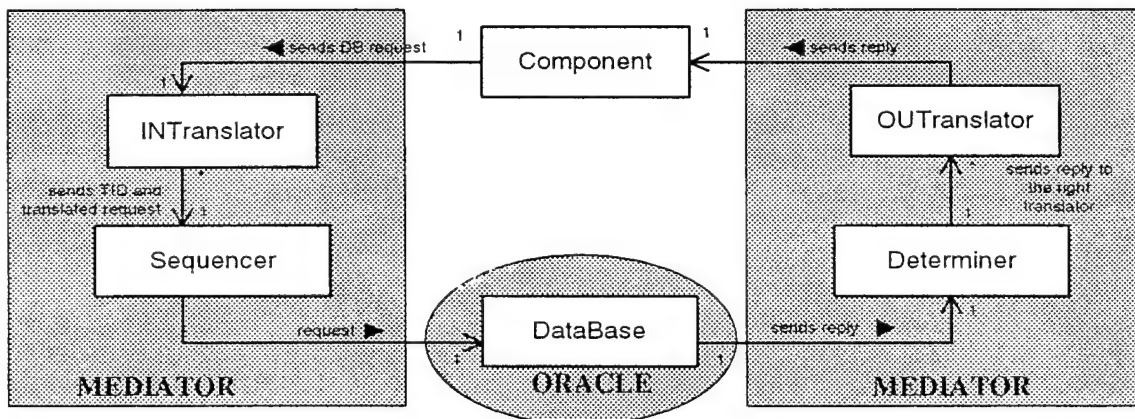 sends DB request
1
Component
1
sends reply
1
INTranslator
*
sends TID and
translated request
1
Sequencer
OUTranslator
*
sends reply to
the right
translator
1
Determiner
1
request
1
DataBase
1
sends reply
MEDIATOR
ORACLE
MEDIATOR